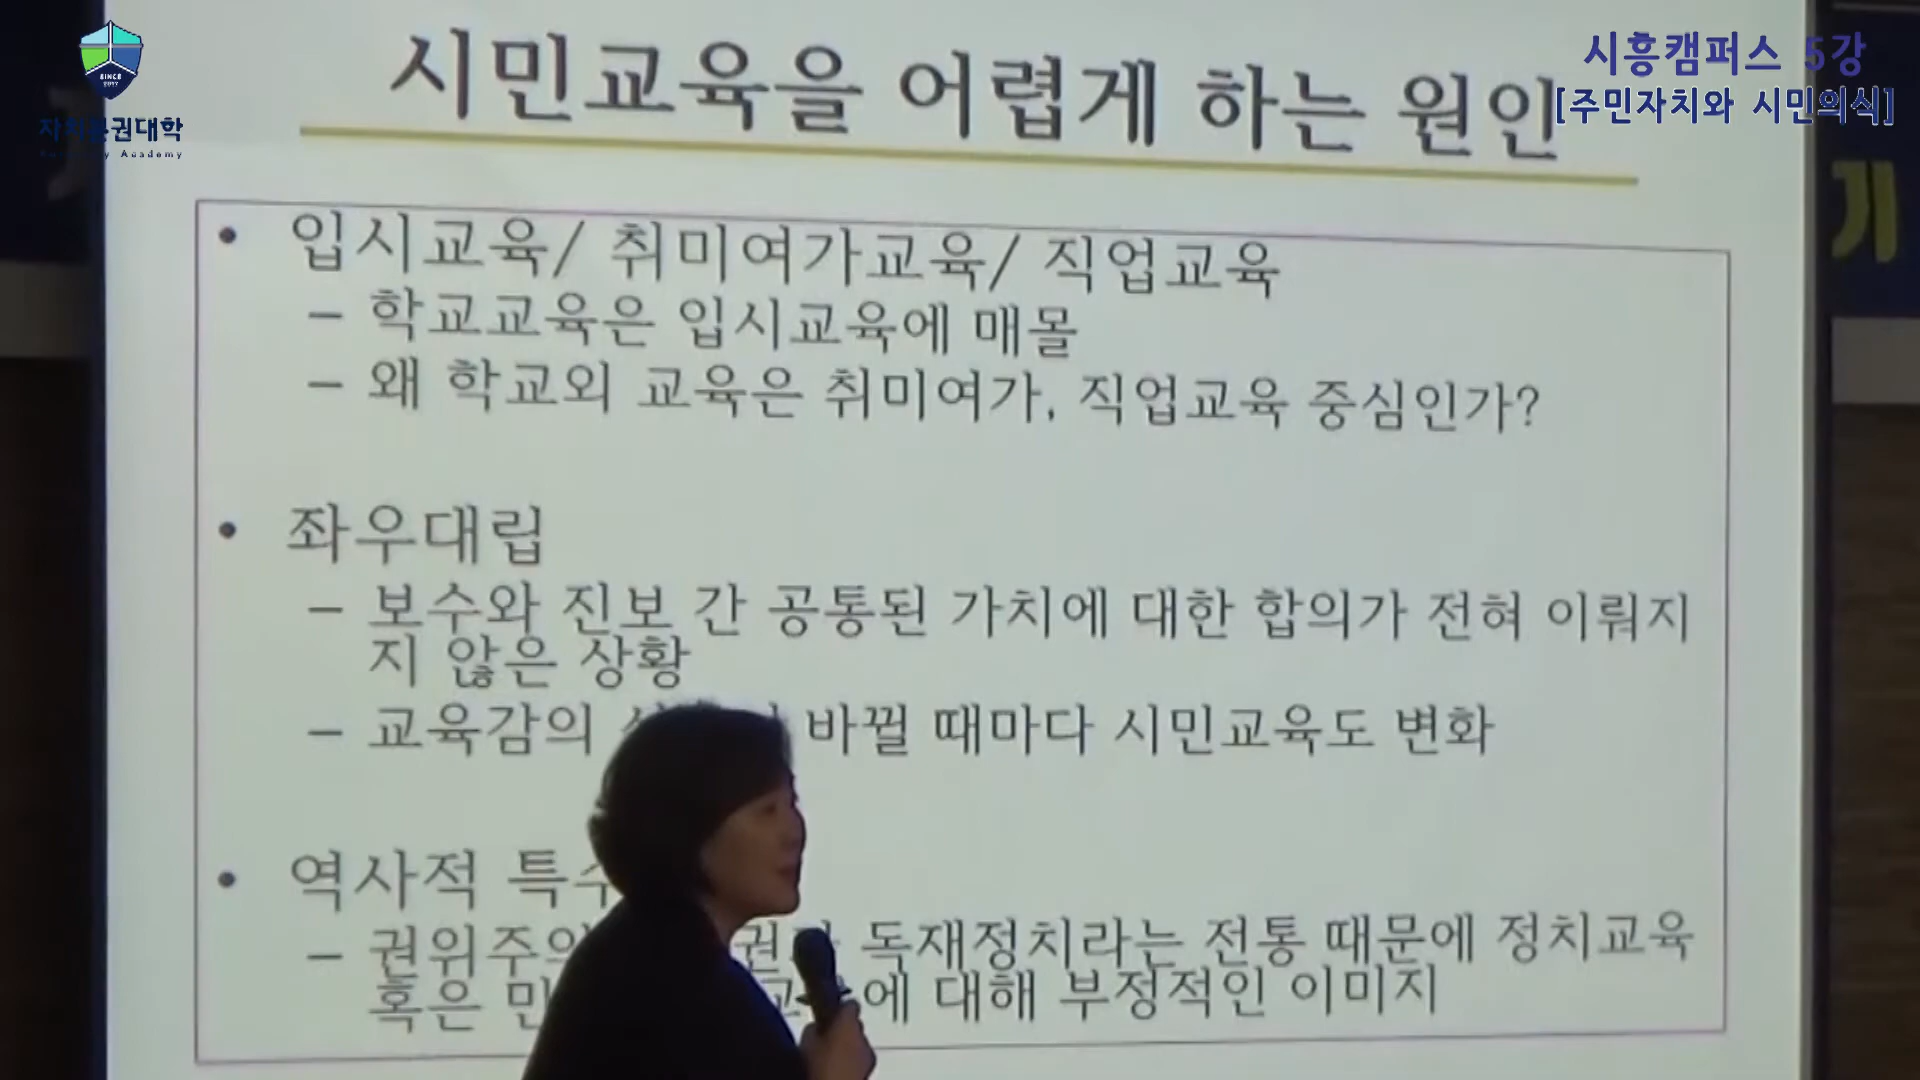 SINCE
2017
자치분권대학
Autonomy Academy
시흥캠퍼스 5강
[주민자치와 시민의식]
기
시민교육을 어렵게 하는 원인
• 입시교육/ 취미여가교육/ 직업교육
– 학교교육은 입시교육에 매몰
– 왜 학교외 교육은 취미여가, 직업교육 중심인가?
• 좌우대립
– 보수와 진보 간 공통된 가치에 대한 합의가 전혀 이뤄지
지 않은 상황
– 교육감의 바뀔 때마다 시민교육도 변화
• 역사적
– 독재정치라는 전통 때문에 정치교육
혹은 대해 부정적인 이미지